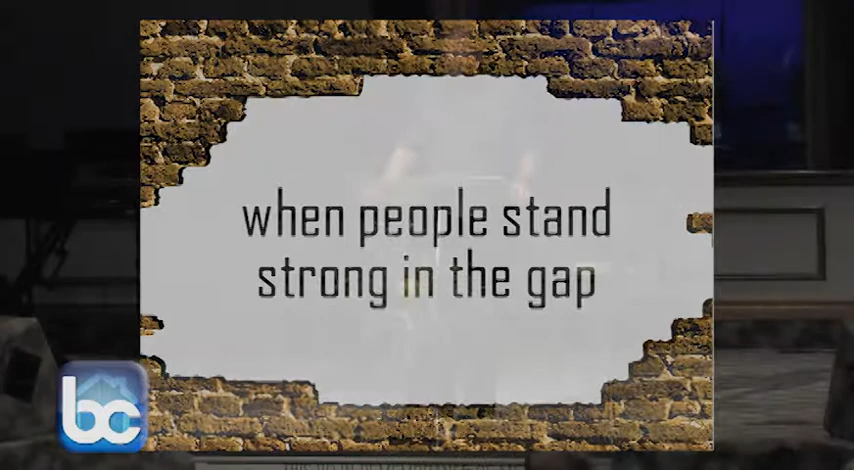 when people stand
strong in the gap
bc